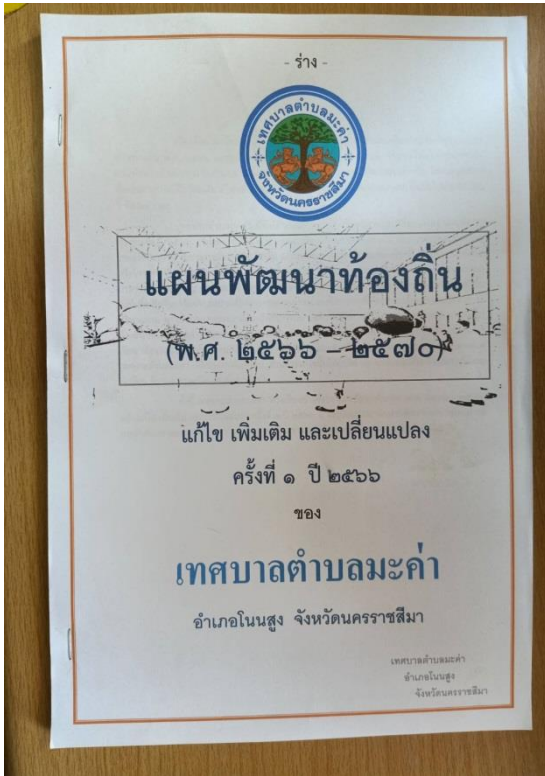 - ร่าง -
เทศบาลตำบลมะค่า
จังหวัดนครราชสีมา
แผนพัฒนาท้องถิ่น
(พ.ศ. ๒๕๖๖ – ๒๕๗๐)
แก้ไข เพิ่มเติม และเปลี่ยนแปลง
ครั้งที่ ๑ ปี ๒๕๖๖
ของ
เทศบาลตำบลมะค่า
อำเภอโนนสูง จังหวัดนครราชสีมา
เทศบาลตำบลมะค่า
อำเภอโนนสูง
จังหวัดนครราชสีมา